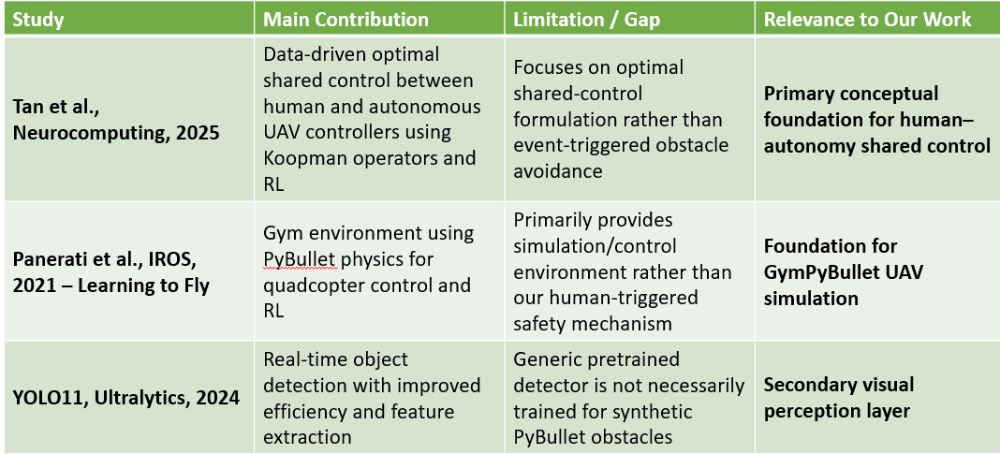 Study
Main Contribution
Limitation / Gap
Relevance to Our Work
Tan et al.,
Neurocomputing, 2025
Data-driven optimal
shared control between
human and autonomous
UAV controllers using
Koopman operators and
RL
Focuses on optimal
shared-control
formulation rather than
event-triggered obstacle
avoidance
Primary conceptual
foundation for human–
autonomy shared control
Panerati et al., IROS,
2021 – Learning to Fly
Gym environment using
PyBullet physics for
quadcopter control and
RL
Primarily provides
simulation/control
environment rather than
our human-triggered
safety mechanism
Foundation for
GymPyBullet UAV
simulation
YOLO11, Ultralytics, 2024
Real-time object
detection with improved
efficiency and feature
extraction
Generic pretrained
detector is not necessarily
trained for synthetic
PyBullet obstacles
Secondary visual
perception layer